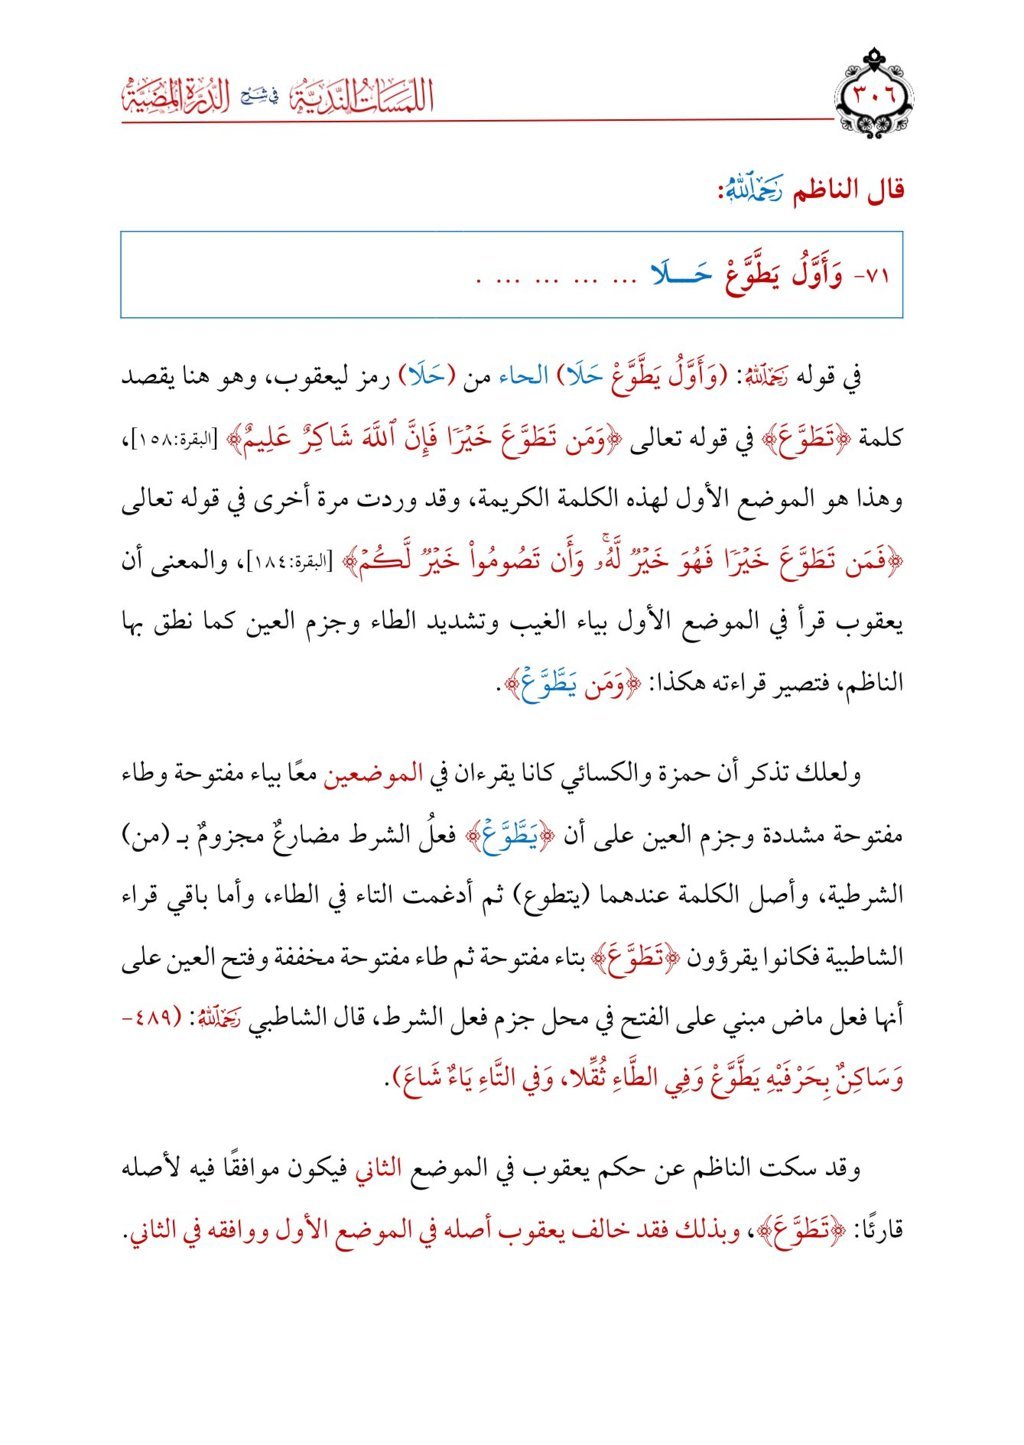 ٣٠٦
اللمسات الندية في شرح الدرة المضية
قال الناظم رَحِمَهُ ٱللَّهُ:
٧١- وَأَوَّلُ يَطَّوَّعْ حَـــلَا ... ... ... ... .
في قوله رَحِمَهُ ٱللَّهُ: (وَأَوَّلُ يَطَّوَّعْ حَلَا) الحاء من (حَلَا) رمز ليعقوب، وهو هنا يقصد
كلمة ﴿تَطَوَّعَ﴾ في قوله تعالى ﴿وَمَن تَطَوَّعَ خَيۡرٗا فَإِنَّ ٱللَّهَ شَاكِرٌ عَلِيمٌ﴾ [البقرة:١٥٨]،
وهذا هو الموضع الأول لهذه الكلمة الكريمة، وقد وردت مرة أخرى في قوله تعالى
﴿فَمَن تَطَوَّعَ خَيۡرٗا فَهُوَ خَيۡرٞ لَّهُۥۚ وَأَن تَصُومُواْ خَيۡرٞ لَّكُمۡ﴾ [البقرة:١٨٤]، والمعنى أن
يعقوب قرأ في الموضع الأول بياء الغيب وتشديد الطاء وجزم العين كما نطق بها
الناظم، فتصير قراءته هكذا: ﴿وَمَن يَطَّوَّعۡ﴾.
ولعلك تذكر أن حمزة والكسائي كانا يقرءان في الموضعين معًا بياء مفتوحة وطاء
مفتوحة مشددة وجزم العين على أن ﴿يَطَّوَّعۡ﴾ فعلُ الشرط مضارعٌ مجزومٌ بـ (من)
الشرطية، وأصل الكلمة عندهما (يتطوع) ثم أدغمت التاء في الطاء، وأما باقي قراء
الشاطبية فكانوا يقرؤون ﴿تَطَوَّعَ﴾ بتاء مفتوحة ثم طاء مفتوحة مخففة وفتح العين على
أنها فعل ماض مبني على الفتح في محل جزم فعل الشرط، قال الشاطبي رَحِمَهُ ٱللَّهُ: (٤٨٩-
وَسَاكِنٌ بِحَرْفَيْهِ يَطَّوَّعْ وَفِي الطَّاءِ ثُقِّلا، وَفي التَّاءِ يَاءٌ شَاعَ).
وقد سكت الناظم عن حكم يعقوب في الموضع الثاني فيكون موافقًا فيه لأصله
قارئًا: ﴿تَطَوَّعَ﴾، وبذلك فقد خالف يعقوب أصله في الموضع الأول ووافقه في الثاني.